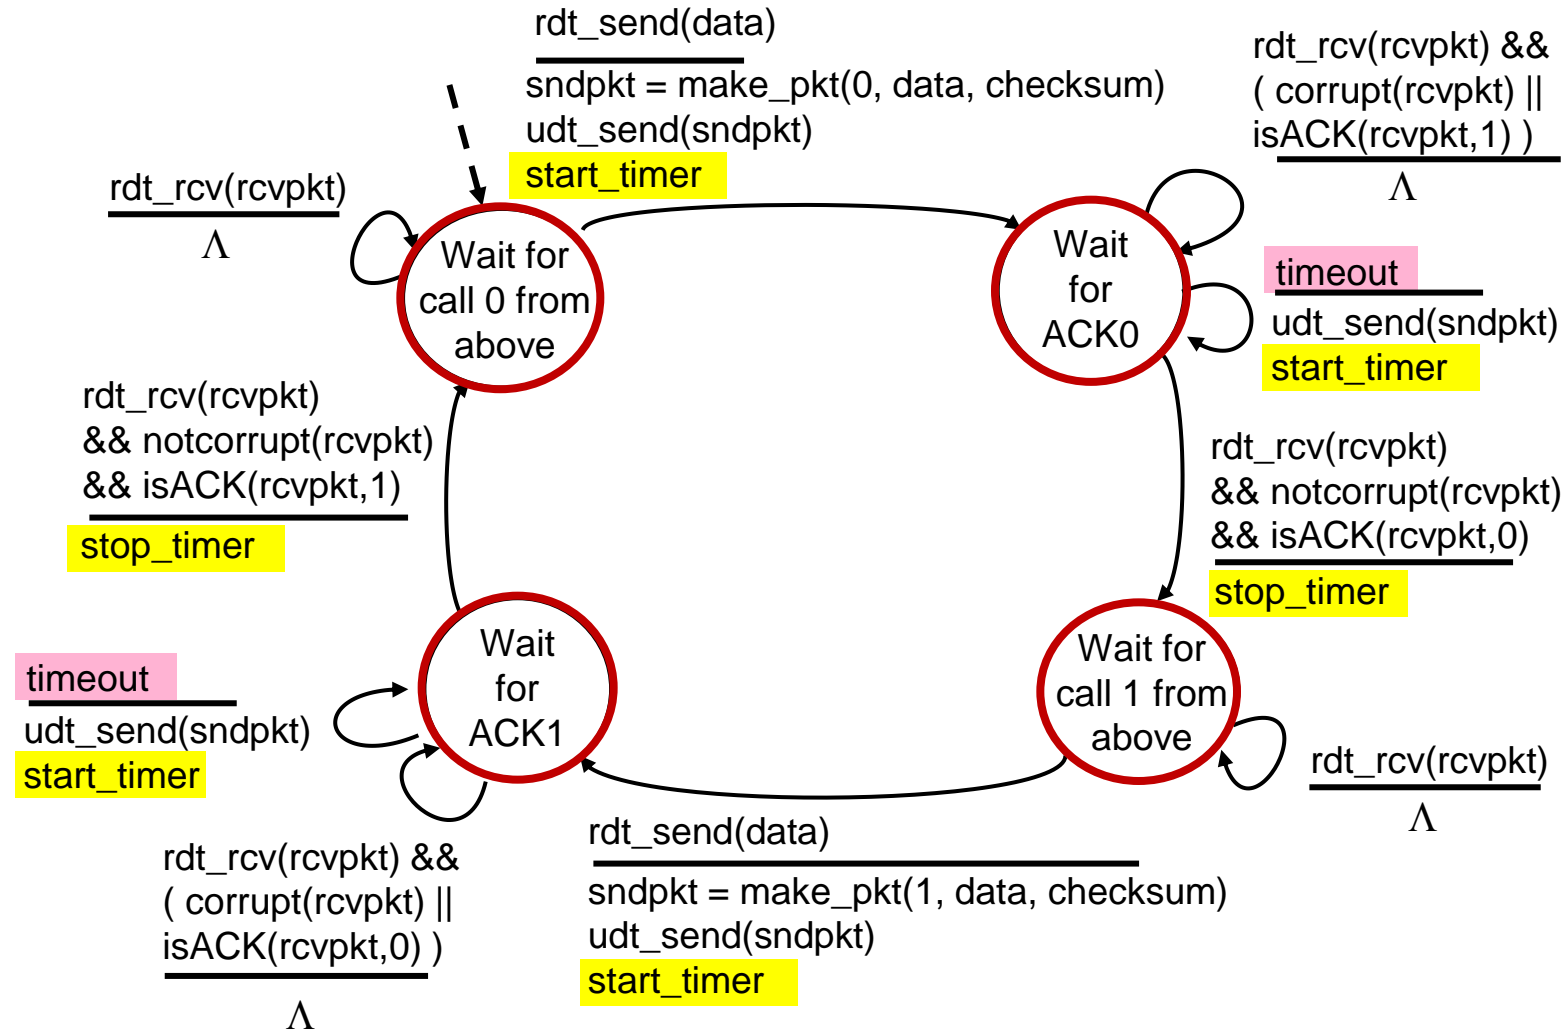 rdt_send(data)
sndpkt = make_pkt(0, data, checksum)
udt_send(sndpkt)
start_timer
rdt_rcv(rcvpkt) &&
( corrupt(rcvpkt) ||
isACK(rcvpkt,1) )
Λ
rdt_rcv(rcvpkt)
Λ
Wait for
call 0 from
above
Wait
for
ACK0
timeout
udt_send(sndpkt)
start_timer
rdt_rcv(rcvpkt)
&& notcorrupt(rcvpkt)
&& isACK(rcvpkt,1)
stop_timer
rdt_rcv(rcvpkt)
&& notcorrupt(rcvpkt)
&& isACK(rcvpkt,0)
stop_timer
Wait
for
ACK1
Wait for
call 1 from
above
timeout
udt_send(sndpkt)
start_timer
rdt_rcv(rcvpkt)
Λ
rdt_rcv(rcvpkt) &&
( corrupt(rcvpkt) ||
isACK(rcvpkt,0) )
Λ
rdt_send(data)
sndpkt = make_pkt(1, data, checksum)
udt_send(sndpkt)
start_timer